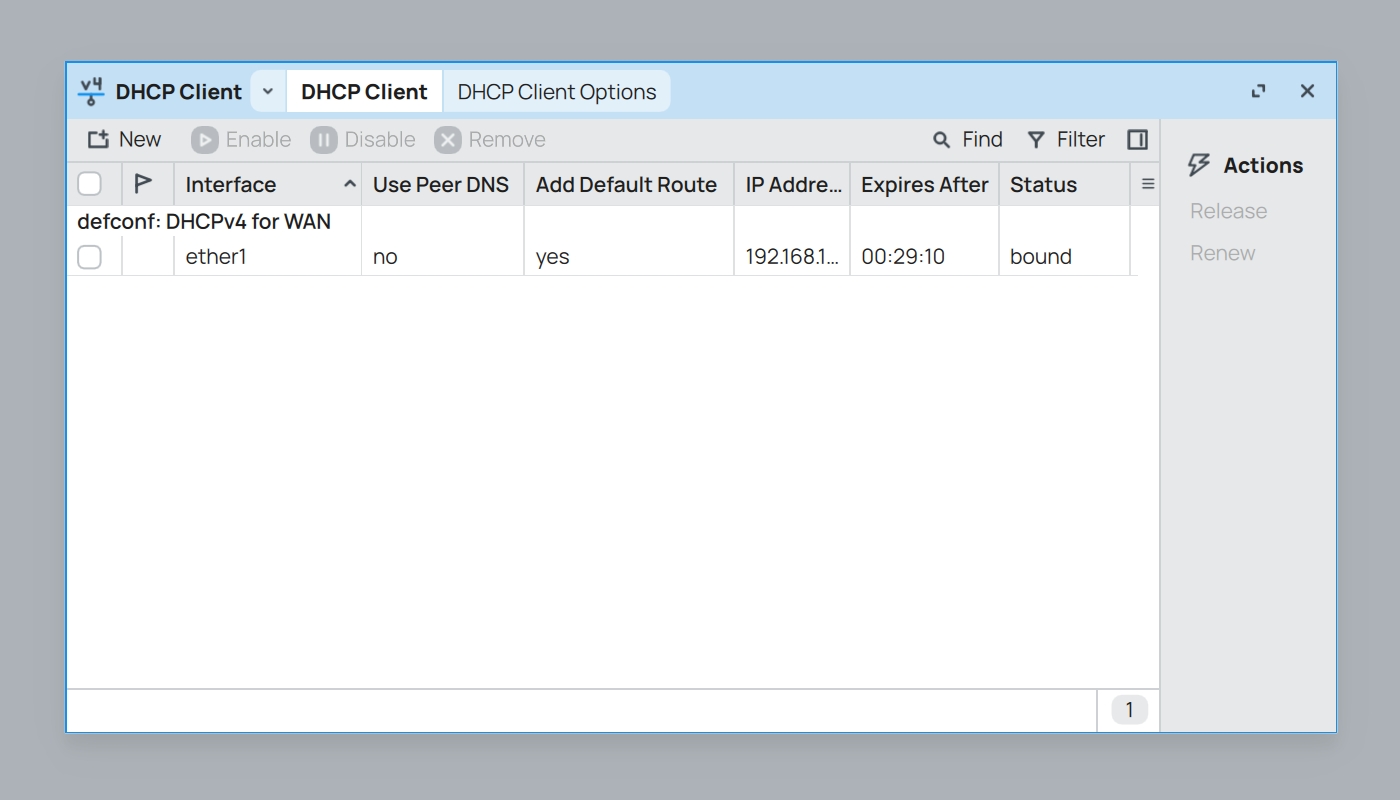 v4 DHCP Client DHCP Client DHCP Client Options
New Enable Disable Remove Find Filter
Interface Use Peer DNS Add Default Route IP Addre... Expires After Status
defconf: DHCPv4 for WAN
ether1 no yes 192.168.1... 00:29:10 bound
1
Actions
Release
Renew